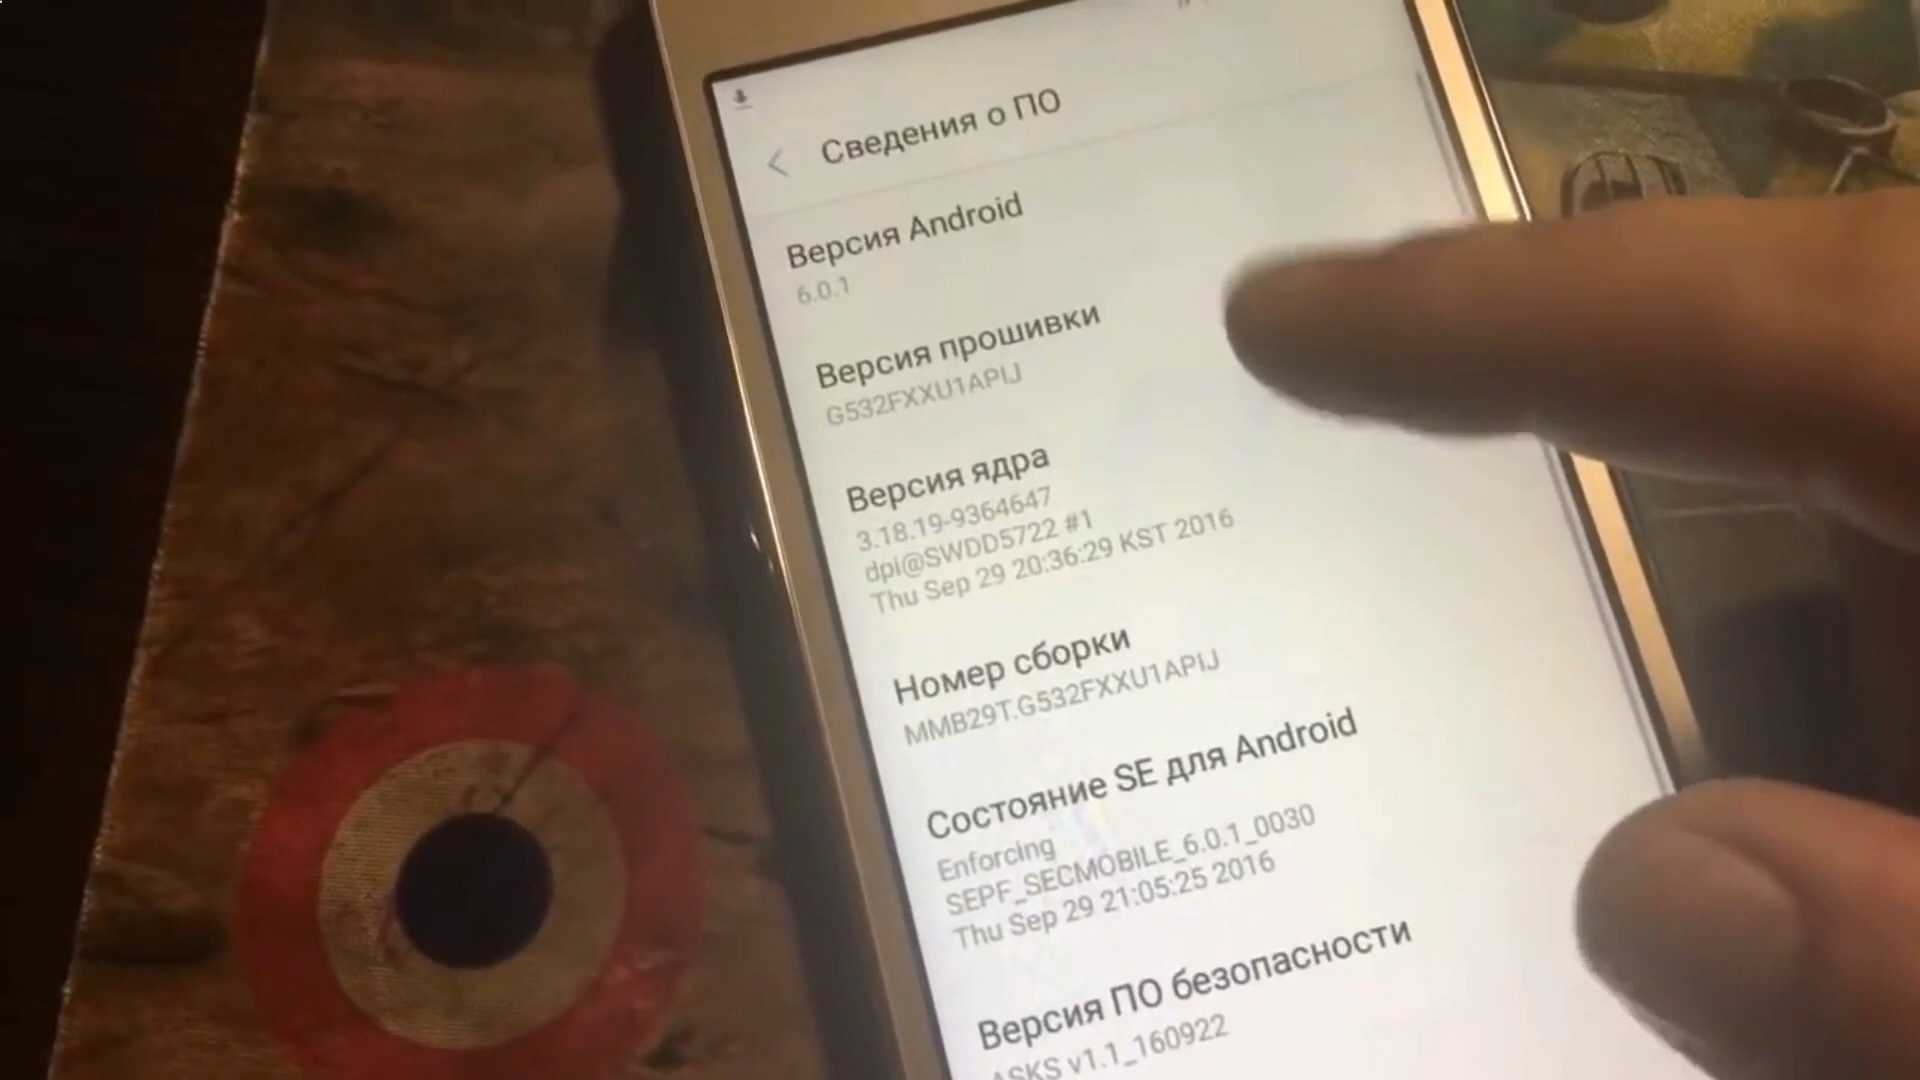 Сведения о ПО
Версия Android
6.0.1
Версия прошивки
G532FXXU1APIJ
Версия ядра
3.18.19-9364647
dpi@SWDD5722 #1
Thu Sep 29 20:36:29 KST 2016
Номер сборки
MMB29T.G532FXXU1APIJ
Состояние SE для Android
Enforcing
SEPF_SECMOBILE_6.0.1_0030
Thu Sep 29 21:05:25 2016
Версия ПО безопасности
ASKS v1.1_160922